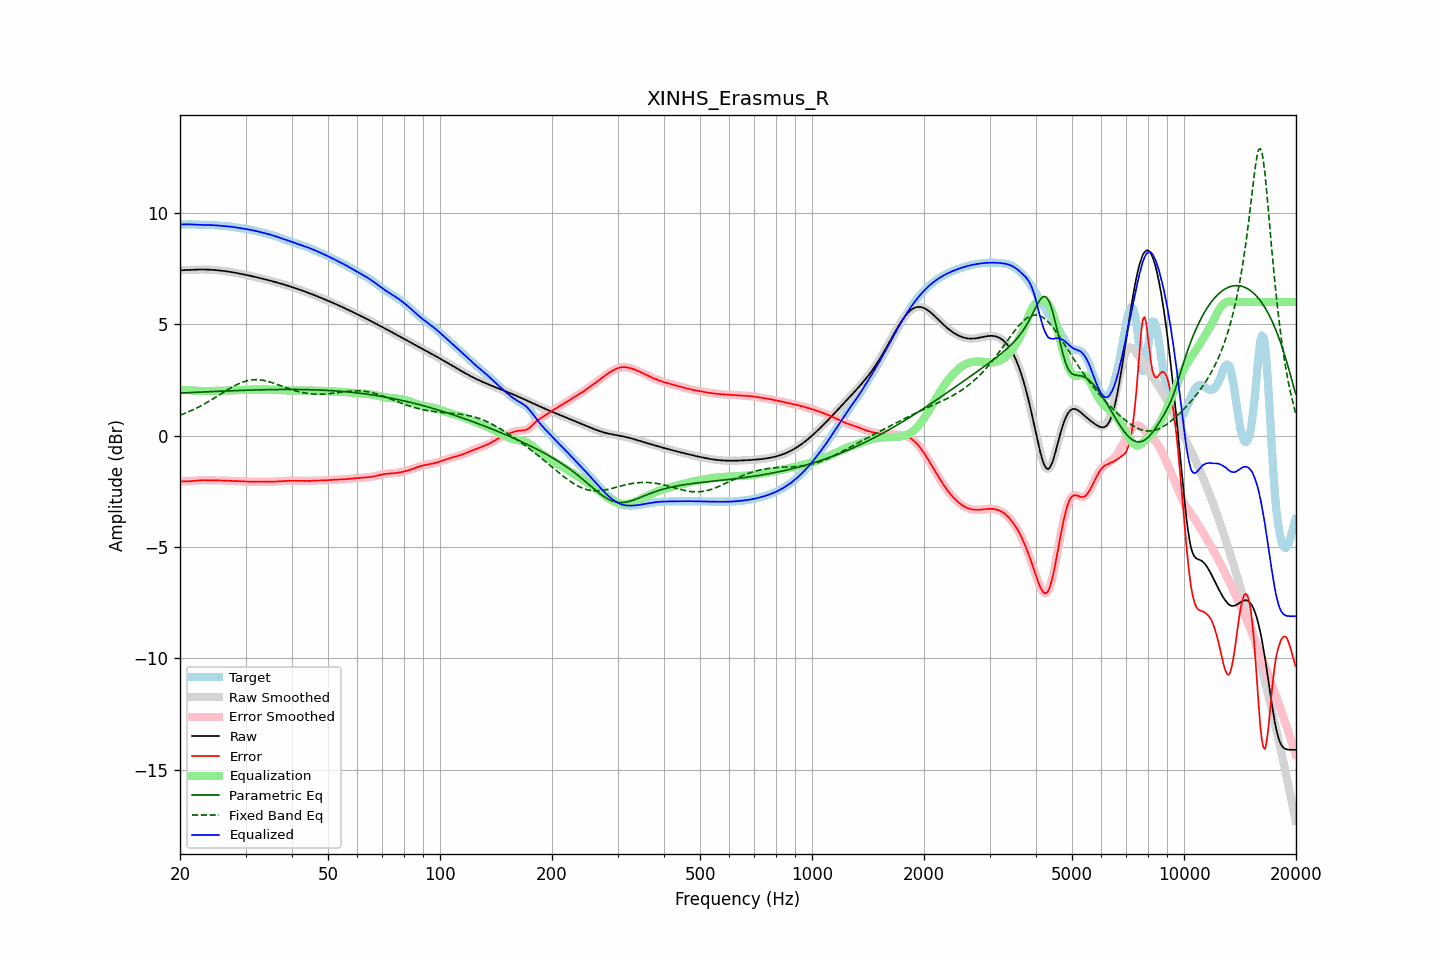 XINHS_Erasmus_R
Amplitude (dBr)
10
5
0
−5
−10
−15
Target
Raw Smoothed
Error Smoothed
Raw
Error
Equalization
Parametric Eq
Fixed Band Eq
Equalized
20 50 100 200 500 1000 2000 5000 10000 20000
Frequency (Hz)